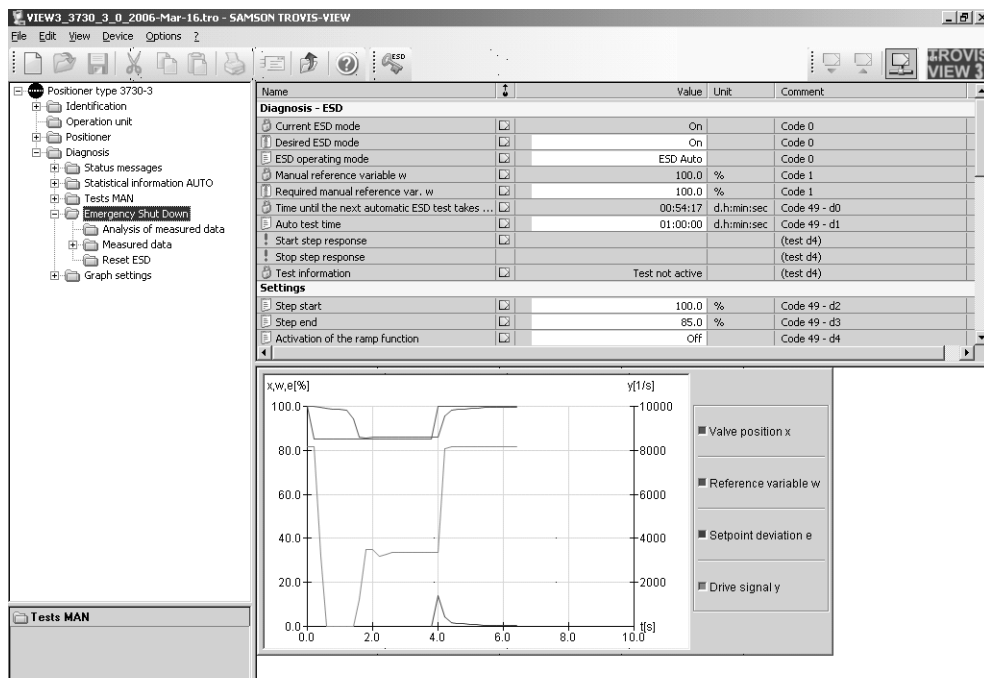 VIEW3_3730_3_0_2006-Mar-16.tro - SAMSON TROVIS-VIEW
File Edit View Device Options ?
ESD
TROVIS
VIEW 3
Positioner type 3730-3
Identification
Operation unit
Positioner
Diagnosis
Status messages
Statistical information AUTO
Tests MAN
Emergency Shut Down
Analysis of measured data
Measured data
Reset ESD
Graph settings
Tests MAN
Name Value Unit Comment
Diagnosis - ESD
Current ESD mode On Code 0
Desired ESD mode On Code 0
ESD operating mode ESD Auto Code 0
Manual reference variable w 100.0 % Code 1
Required manual reference var. w 100.0 % Code 1
Time until the next automatic ESD test takes ... 00:54:17 d.h:min:sec Code 49 - d0
Auto test time 01:00:00 d.h:min:sec Code 49 - d1
Start step response (test d4)
Stop step response (test d4)
Test information Test not active (test d4)
Settings
Step start 100.0 % Code 49 - d2
Step end 85.0 % Code 49 - d3
Activation of the ramp function Off Code 49 - d4
x,w,e[%] y[1/s]
100.0 10000
80.0 8000
60.0 6000
40.0 4000
20.0 2000
0.0 t[s]
0.0 2.0 4.0 6.0 8.0 10.0
Valve position x
Reference variable w
Setpoint deviation e
Drive signal y